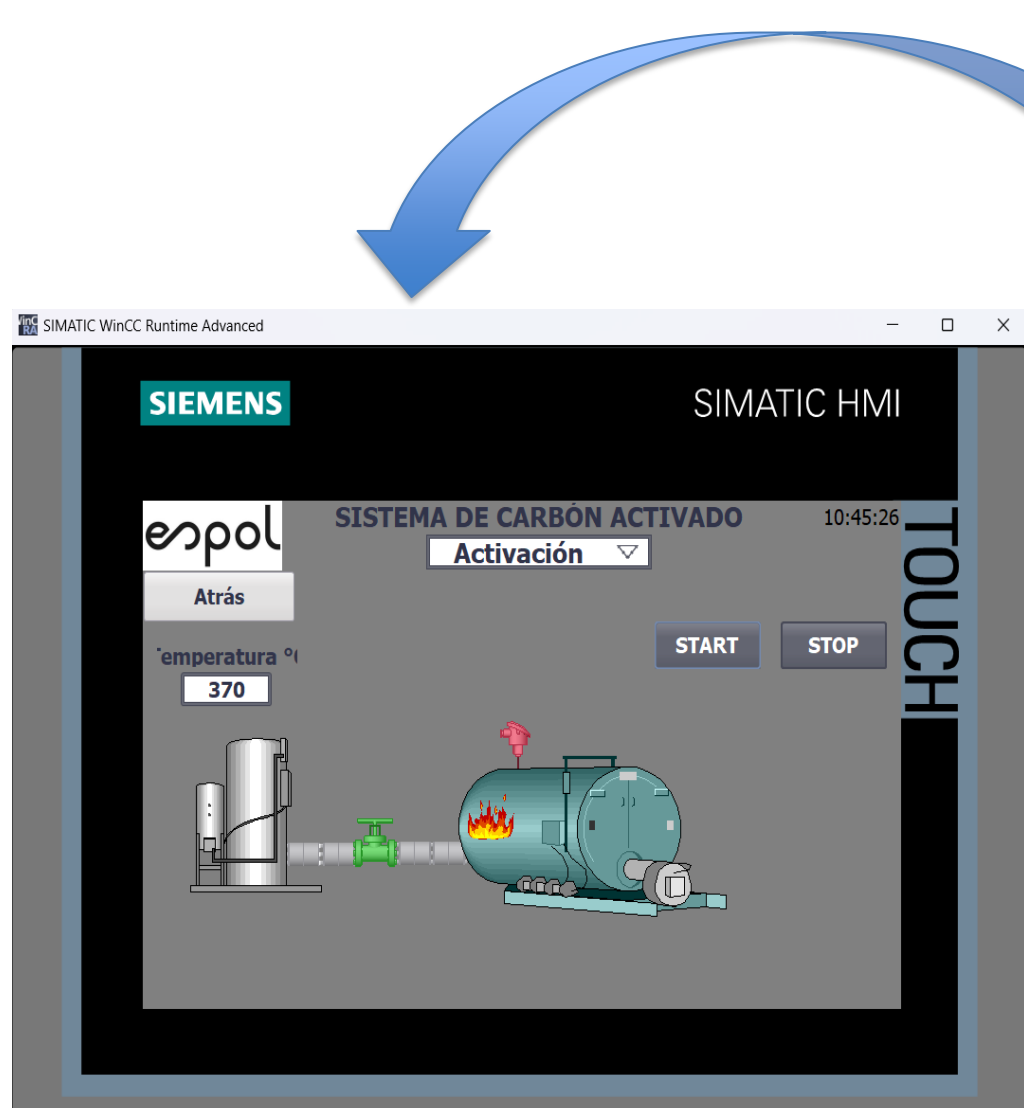 SIMATIC WinCC Runtime Advanced
SIEMENS
SIMATIC HMI
espol
SISTEMA DE CARBÓN ACTIVADO
10:45:26
TOUCH
Activación
Atrás
START
STOP
emperatura °
370